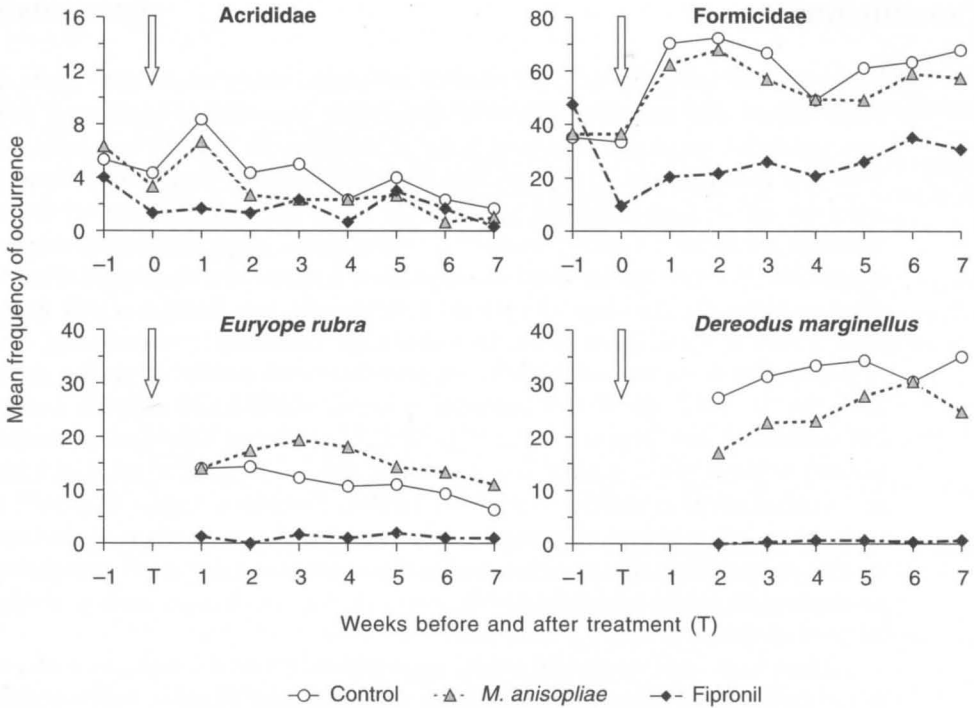 Acrididae
16
12
8
4
0
−1 0 1 2 3 4 5 6 7
Formicidae
80
60
40
20
0
−1 0 1 2 3 4 5 6 7
Mean frequency of occurrence
Euryope rubra
40
30
20
10
0
−1 T 1 2 3 4 5 6 7
Dereodus marginellus
40
30
20
10
0
−1 T 1 2 3 4 5 6 7
Weeks before and after treatment (T)
Control M. anisopliae Fipronil